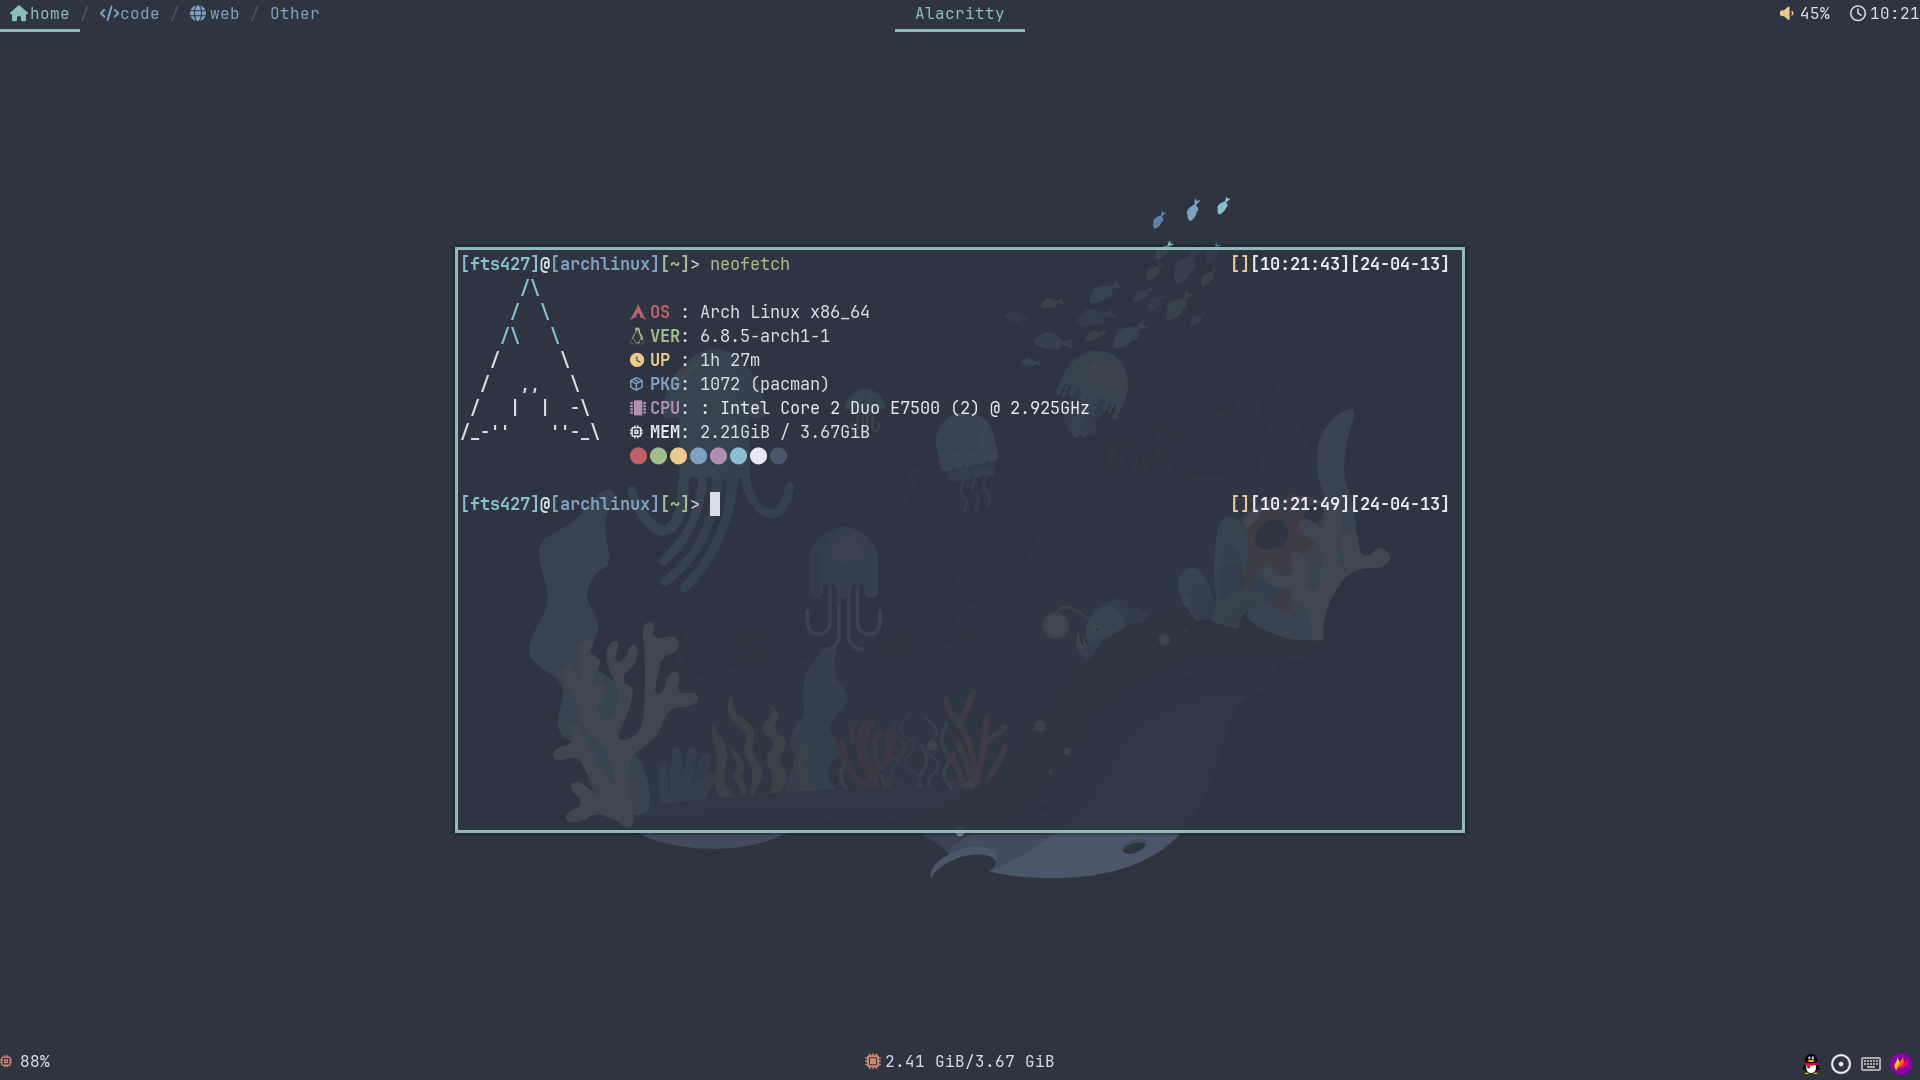 home / </>code / web / Other
Alacritty
45% 10:21
[fts427]@[archlinux][~]> neofetch [][10:21:43][24-04-13]
/\
/  \
/\   \
/      \
/   ,,   \
/   |  |  -\
/_-''    ''-_\
OS : Arch Linux x86_64
VER: 6.8.5-arch1-1
UP : 1h 27m
PKG: 1072 (pacman)
CPU: : Intel Core 2 Duo E7500 (2) @ 2.925GHz
MEM: 2.21GiB / 3.67GiB
[fts427]@[archlinux][~]> [][10:21:49][24-04-13]
88%
2.41 GiB/3.67 GiB